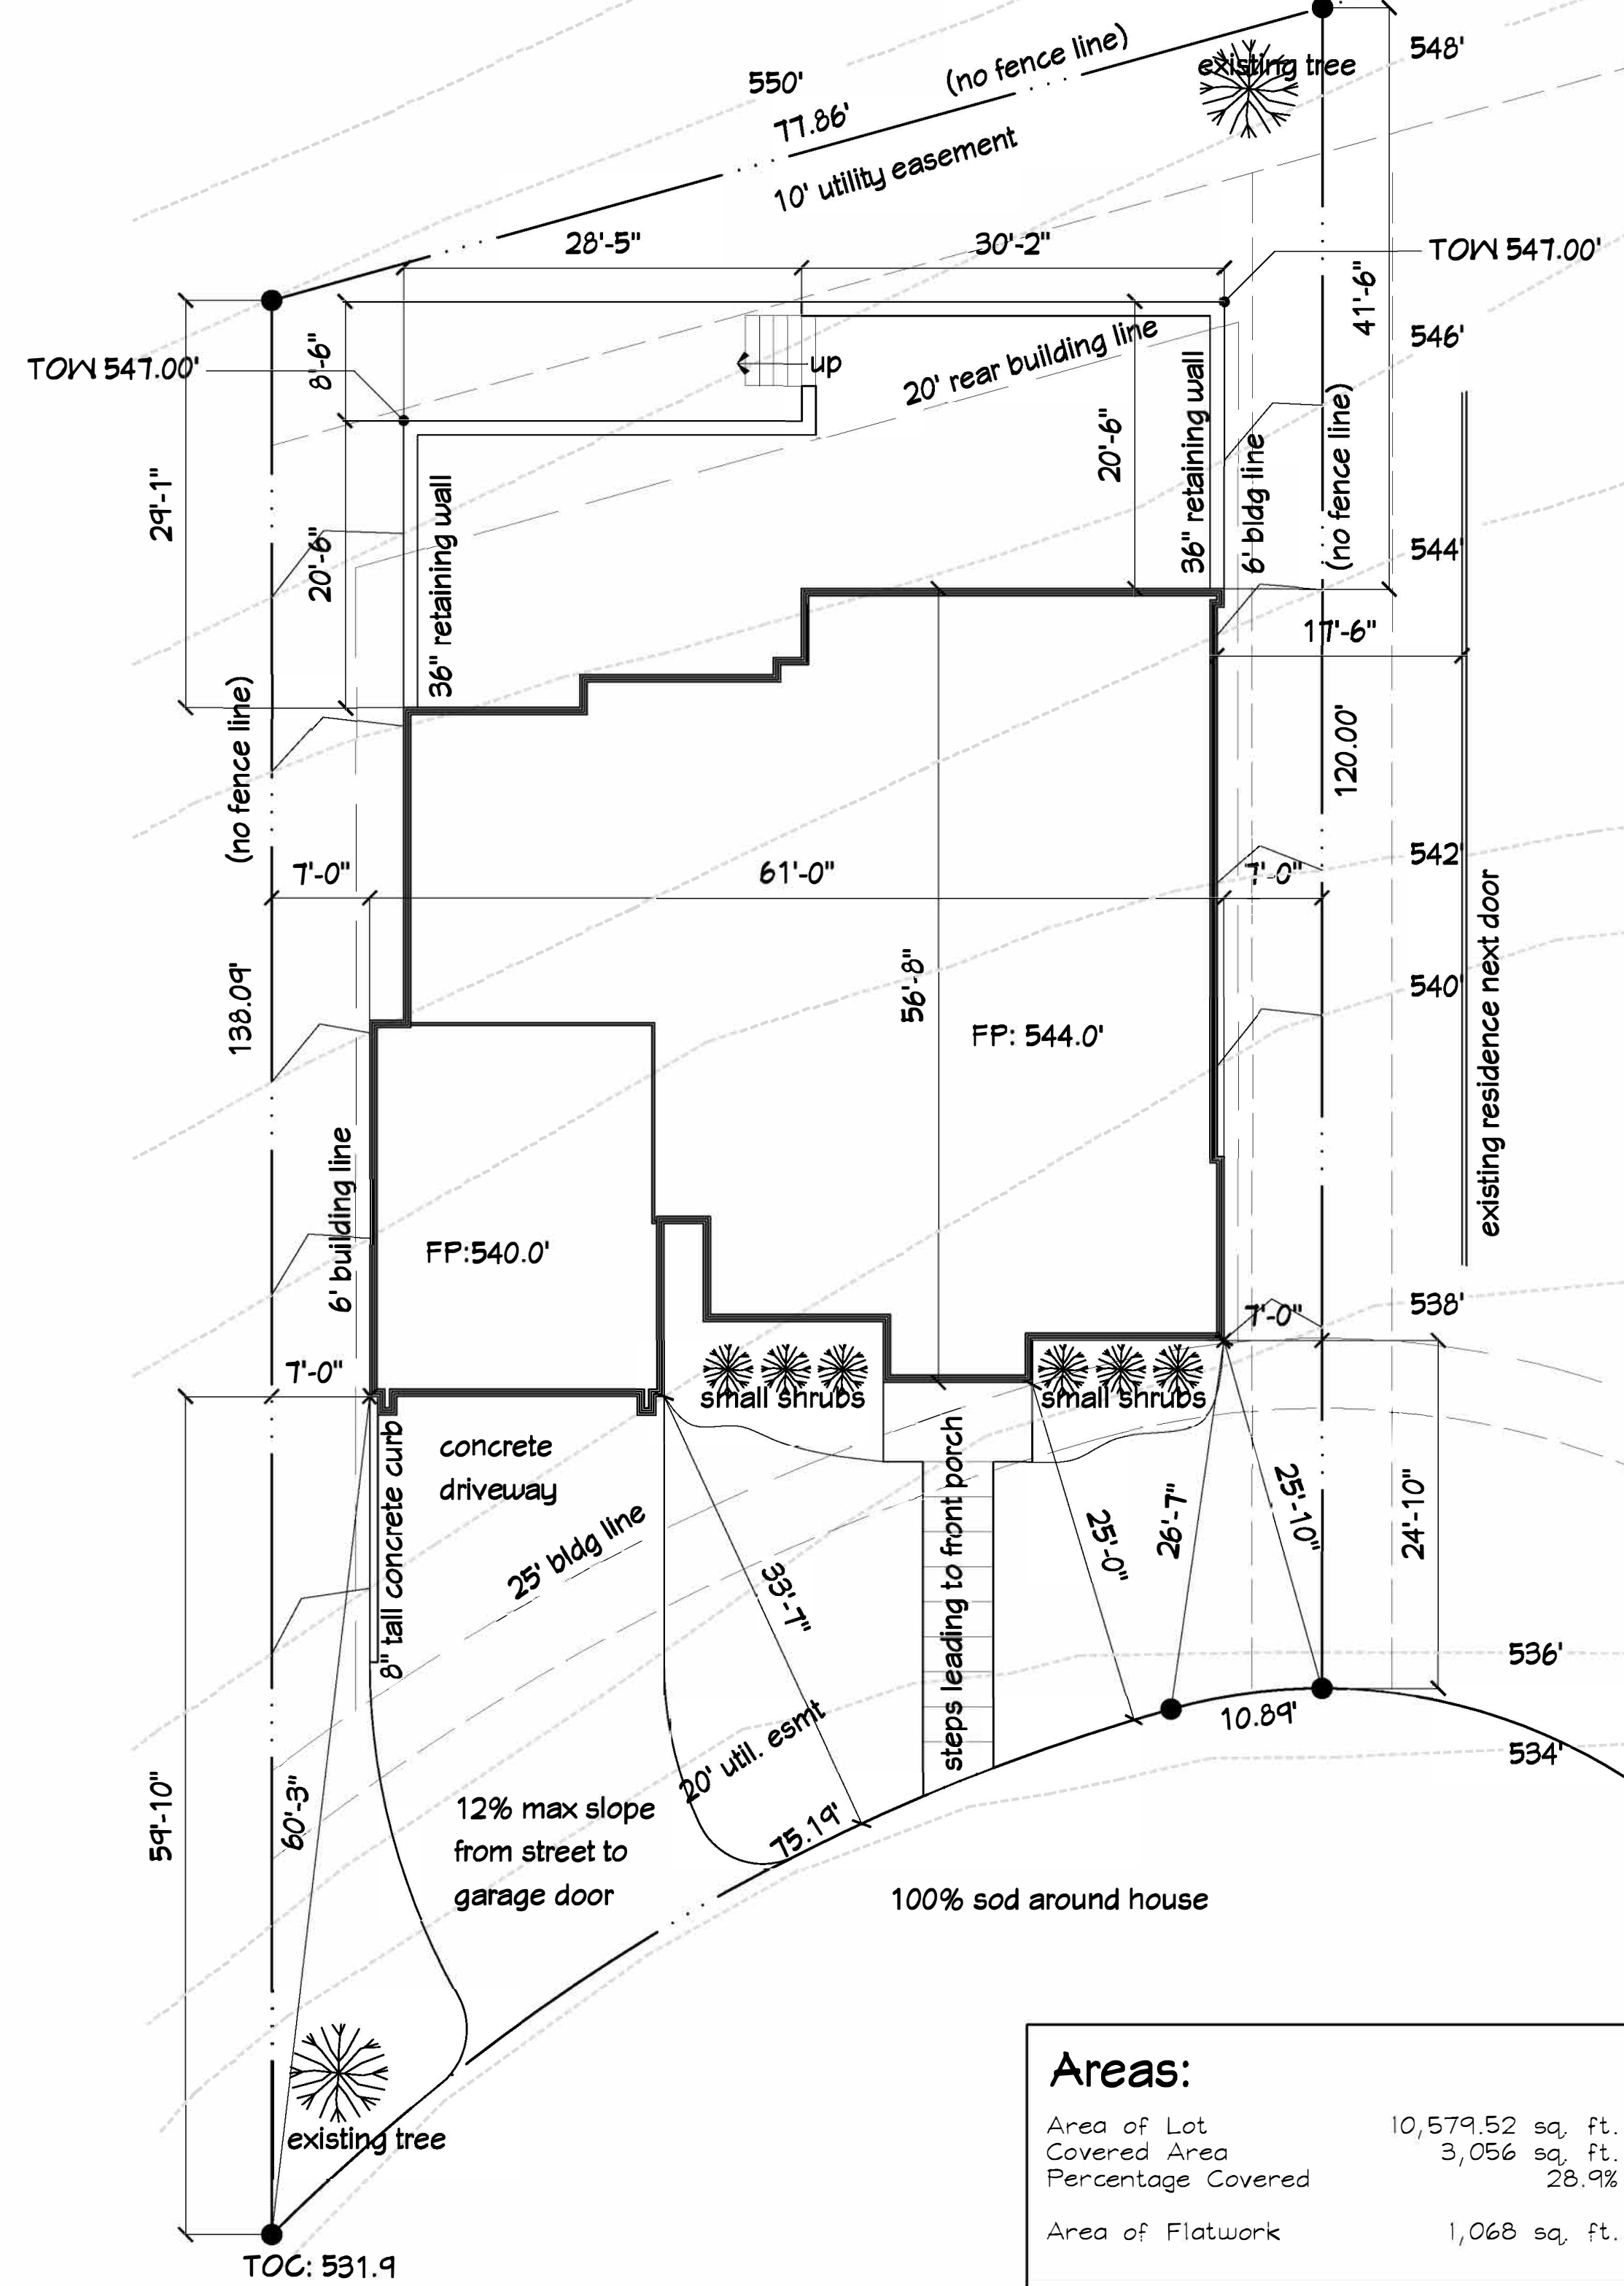 548'
(no fence line)
existing tree
550'
77.86'
10' utility easement
28'-5"
30'-2"
TOW 547.00'
41'-6"
546'
TOW 547.00'
8'-6"
up
20' rear building line
36" retaining wall
20'-6"
6' bldg line
(no fence line)
29'-1"
20'-6"
36" retaining wall
544'
17'-6"
(no fence line)
120.00'
7'-0"
61'-0"
7'-0"
542'
existing residence next door
138.09'
56'-8"
540'
FP: 544.0'
6' building line
FP:540.0'
538'
7'-0"
7'-0"
small shrubs
small shrubs
8" tall concrete curb
concrete
driveway
25' bldg line
33'-7"
steps leading to front porch
25'-0"
26'-7"
25'-10"
24'-10"
536'
10.89'
534'
20' util. esmt
75.19'
59'-10"
60'-3"
12% max slope
from street to
garage door
100% sod around house
existing tree
TOC: 531.9
Areas:
Area of Lot 10,579.52 sq. ft.
Covered Area 3,056 sq. ft.
Percentage Covered 28.9%
Area of Flatwork 1,068 sq. ft.